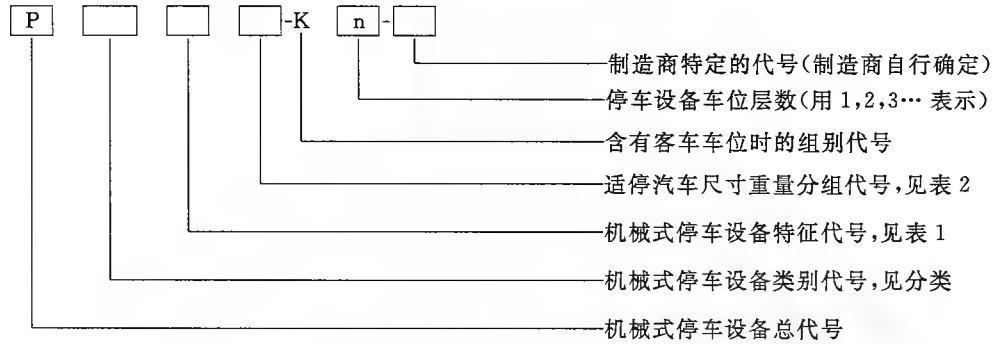 P -K n -
制造商特定的代号(制造商自行确定)
停车设备车位层数(用 1,2,3… 表示)
含有客车车位时的组别代号
适停汽车尺寸重量分组代号,见表 2
机械式停车设备特征代号,见表 1
机械式停车设备类别代号,见分类
机械式停车设备总代号